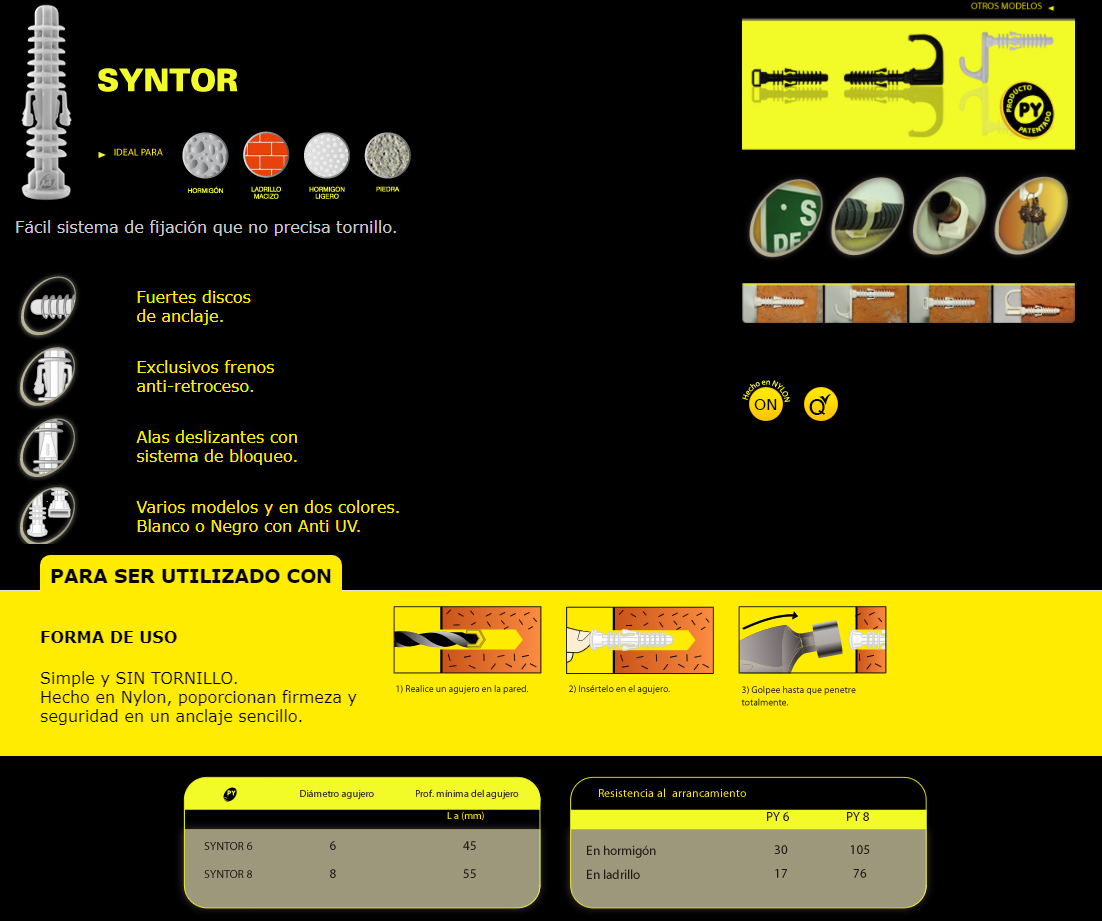 OTROS MODELOS
SYNTOR
PRODUCTO
PY
PATENTADO
IDEAL PARA
HORMIGÓN
LADRILLO
MACIZO
HORMIGON
LIGERO
PIEDRA
Fácil sistema de fijación que no precisa tornillo.
S
DE
Fuertes discos
de anclaje.
Exclusivos frenos
anti-retroceso.
Hecho en NYLON
ON
Q
Alas deslizantes con
sistema de bloqueo.
Varios modelos y en dos colores.
Blanco o Negro con Anti UV.
PARA SER UTILIZADO CON
FORMA DE USO
Simple y SIN TORNILLO.
Hecho en Nylon, poporcionan firmeza y
seguridad en un anclaje sencillo.
1) Realice un agujero en la pared.
2) Insértelo en el agujero.
3) Golpee hasta que penetre
totalmente.
PY Diámetro agujero Prof. mínima del agujero
L a (mm)
SYNTOR 6 6 45
SYNTOR 8 8 55
Resistencia al arrancamiento
PY 6 PY 8
En hormigón 30 105
En ladrillo 17 76